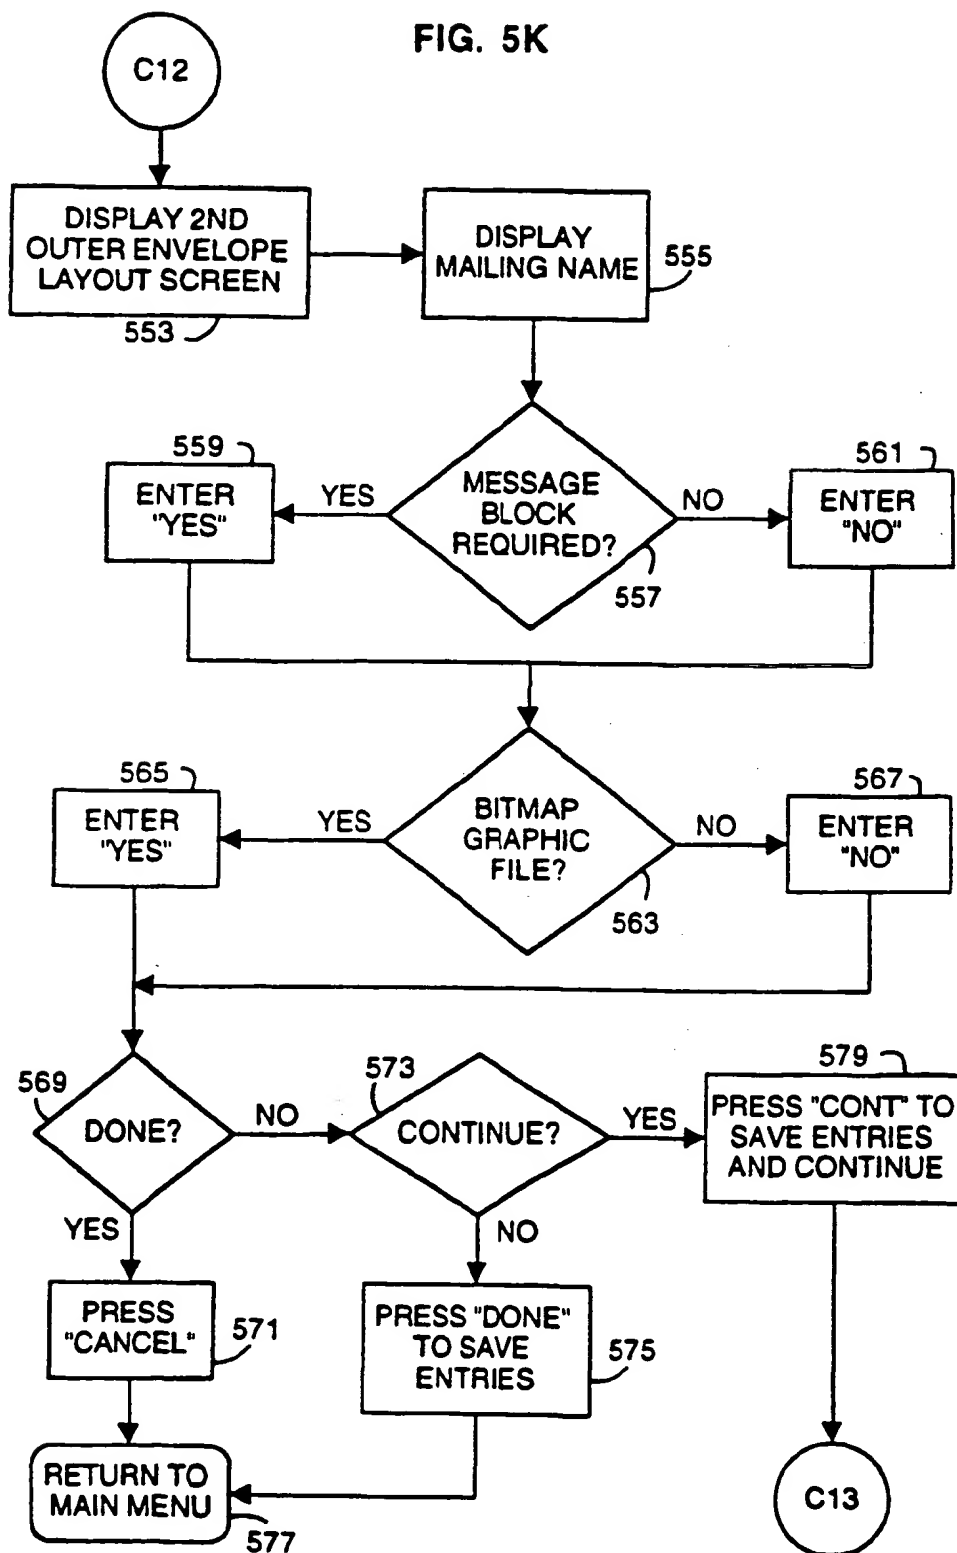 FIG. 5K
C12
DISPLAY 2ND
OUTER ENVELOPE
LAYOUT SCREEN
553
DISPLAY
MAILING NAME
555
MESSAGE
BLOCK
REQUIRED?
557
YES
NO
559
ENTER
"YES"
561
ENTER
"NO"
BITMAP
GRAPHIC
FILE?
563
YES
NO
565
ENTER
"YES"
567
ENTER
"NO"
569
DONE?
NO
YES
573
CONTINUE?
YES
NO
579
PRESS "CONT" TO
SAVE ENTRIES
AND CONTINUE
PRESS
"CANCEL"
571
PRESS "DONE"
TO SAVE
ENTRIES
575
RETURN TO
MAIN MENU
577
C13